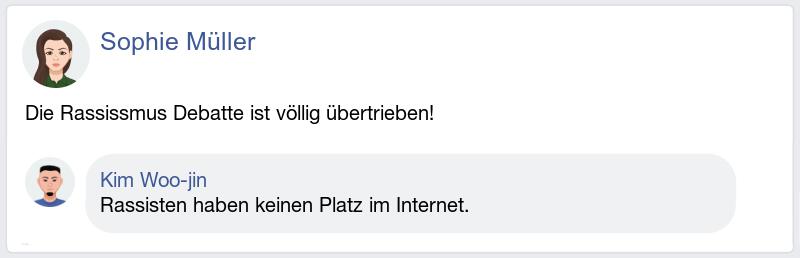 Sophie Müller
Die Rassissmus Debatte ist völlig übertrieben!
Kim Woo-jin
Rassisten haben keinen Platz im Internet.